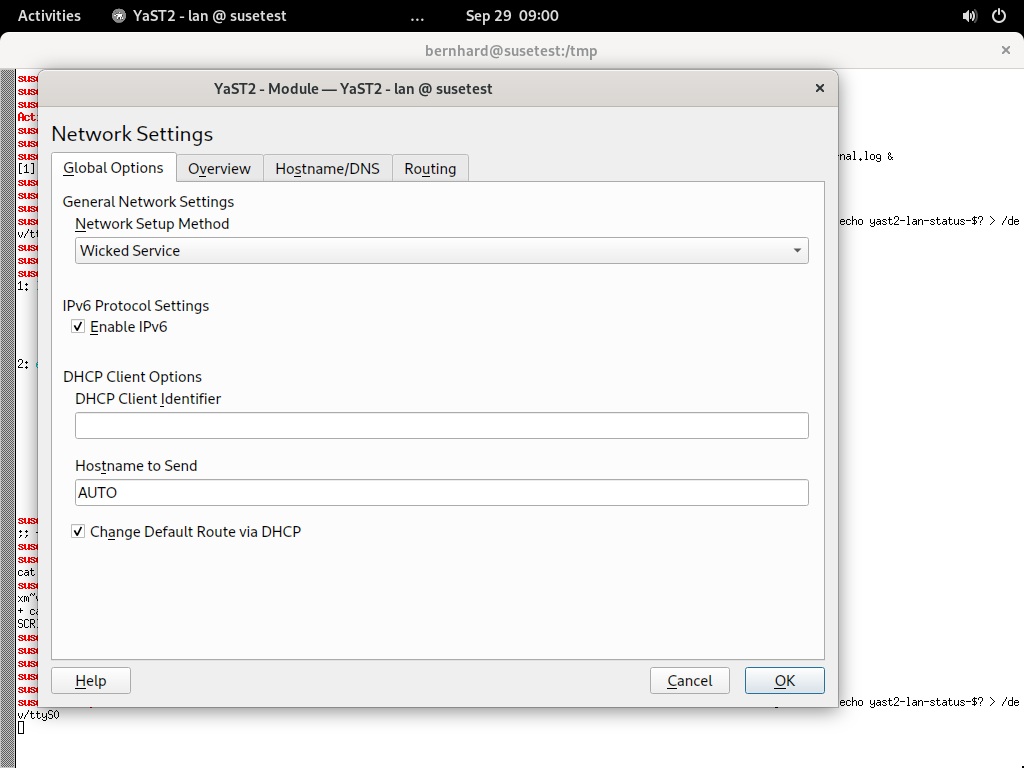 Activities YaST2 - lan @ susetest ... Sep 29 09:00
bernhard@susetest:/tmp
YaST2 - Module — YaST2 - lan @ susetest
Network Settings
Global Options Overview Hostname/DNS Routing
General Network Settings
Network Setup Method
Wicked Service
IPv6 Protocol Settings
Enable IPv6
DHCP Client Options
DHCP Client Identifier
Hostname to Send
AUTO
Change Default Route via DHCP
Help Cancel OK
nal.log &
[1]
echo yast2-lan-status-$? > /de
v/tt
1:
2:
;;
cat
+ ca
echo yast2-lan-status-$? > /de
v/ttyS0